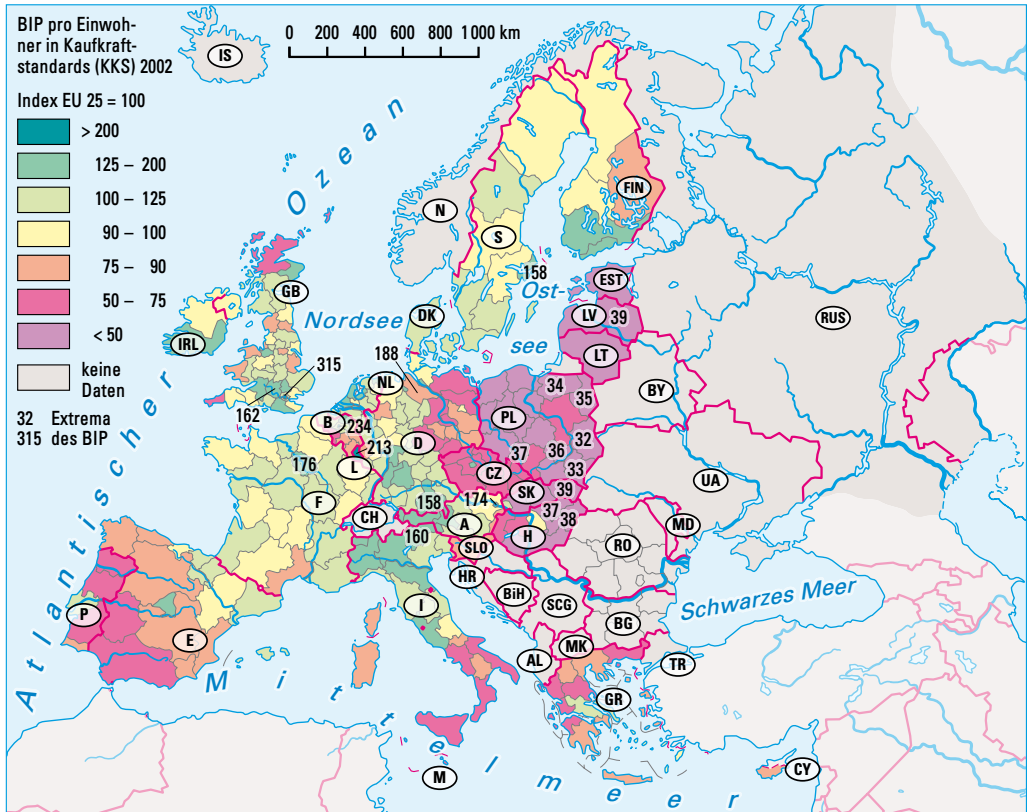 BIP pro Einwoh-
ner in Kaufkraft-
standards (KKS) 2002
Index EU 25 = 100
> 200
125 – 200
100 – 125
90 – 100
75 – 90
50 – 75
< 50
keine
Daten
32 Extrema
315 des BIP
0 200 400 600 800 1000 km
IS
Atlantischer Ozean
N
FIN
S
158
EST
Ost-
see
GB
Nordsee
DK
LV
39
RUS
IRL
LT
315
188
NL
34
35
BY
162
PL
B
234
D
32
213
37
36
176
L
CZ
33
UA
F
SK
39
174
37
38
158
CH
A
H
MD
160
SLO
RO
HR
BiH
SCG
Schwarzes Meer
I
P
BG
E
MK
AL
TR
GR
Mittelmeer
M
CY